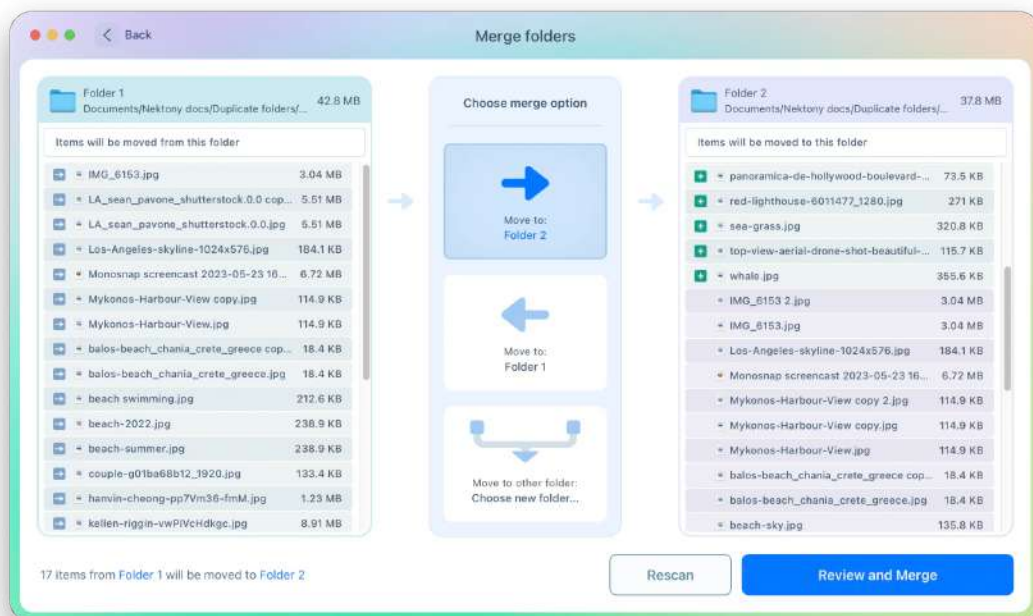 Back
Merge folders
Folder 1
Documents/Nektony docs/Duplicate folders/...
42.8 MB
Items will be moved from this folder
IMG_6153.jpg 3.04 MB
LA_sean_pavone_shutterstock.0.0 cop... 5.51 MB
LA_sean_pavone_shutterstock.0.0.jpg 5.51 MB
Los-Angeles-skyline-1024x576.jpg 184.1 KB
Monosnap screencast 2023-05-23 16... 6.72 MB
Mykonos-Harbour-View copy.jpg 114.9 KB
Mykonos-Harbour-View.jpg 114.9 KB
balos-beach_chania_crete_greece cop... 18.4 KB
balos-beach_chania_crete_greece.jpg 18.4 KB
beach swimming.jpg 212.6 KB
beach-2022.jpg 238.9 KB
beach-summer.jpg 238.9 KB
couple-g01ba68b12_1920.jpg 133.4 KB
hanvin-cheong-pp7Vm36-fmM.jpg 1.23 MB
kellen-riggin-vwPiVcHdkgc.jpg 8.91 MB
Choose merge option
Move to:
Folder 2
Move to:
Folder 1
Move to other folder:
Choose new folder...
Folder 2
Documents/Nektony docs/Duplicate folders/...
37.8 MB
Items will be moved to this folder
panoramica-de-hollywood-boulevard-... 73.5 KB
red-lighthouse-6011477_1280.jpg 271 KB
sea-grass.jpg 320.8 KB
top-view-aerial-drone-shot-beautiful-... 115.7 KB
whale.jpg 355.6 KB
IMG_6153 2.jpg 3.04 MB
IMG_6153.jpg 3.04 MB
Los-Angeles-skyline-1024x576.jpg 184.1 KB
Monosnap screencast 2023-05-23 16... 6.72 MB
Mykonos-Harbour-View copy 2.jpg 114.9 KB
Mykonos-Harbour-View copy.jpg 114.9 KB
Mykonos-Harbour-View.jpg 114.9 KB
balos-beach_chania_crete_greece cop... 18.4 KB
balos-beach_chania_crete_greece.jpg 18.4 KB
beach-sky.jpg 135.8 KB
17 items from Folder 1 will be moved to Folder 2
Rescan
Review and Merge